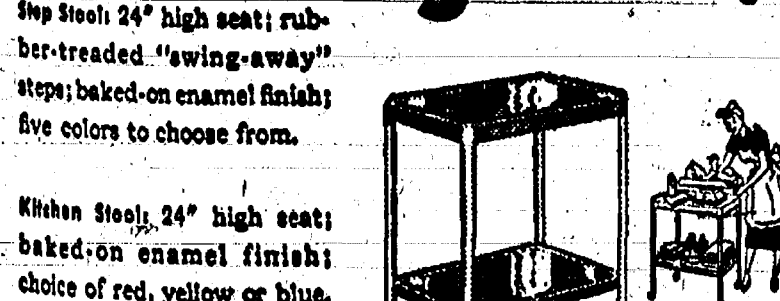 Step Stool: 24" high seat; rub-
ber-treaded "swing-away"
steps; baked-on enamel finish;
five colors to choose from.
Kitchen Stool: 24" high seat;
baked-on enamel finish;
choice of red, yellow or blue.